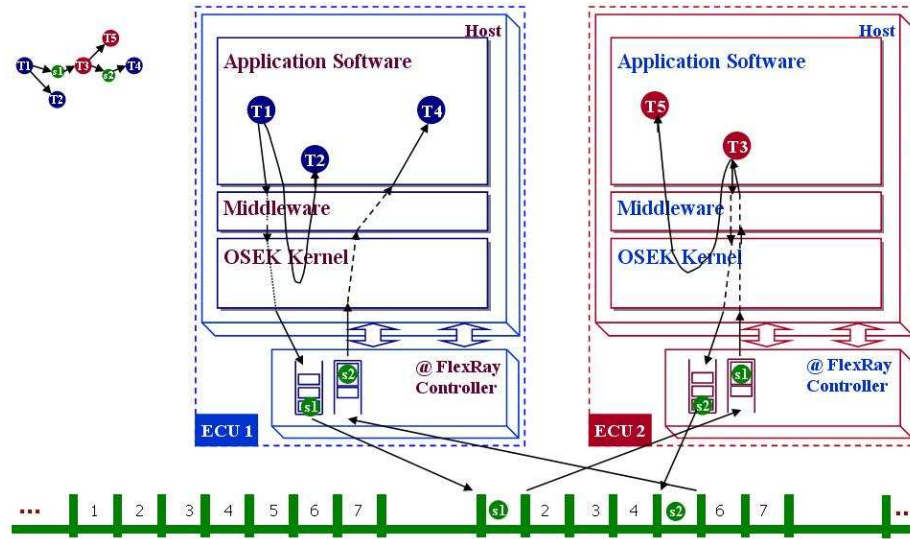 T1
s1
T3
T5
s2
T4
T2
Host
Application Software
T1
T2
T4
Middleware
OSEK Kernel
@ FlexRay
Controller
s1
s2
ECU 1
Host
Application Software
T5
T3
Middleware
OSEK Kernel
@ FlexRay
Controller
s2
s1
ECU 2
... 1 2 3 4 5 6 7 s1 2 3 4 s2 6 7 ...